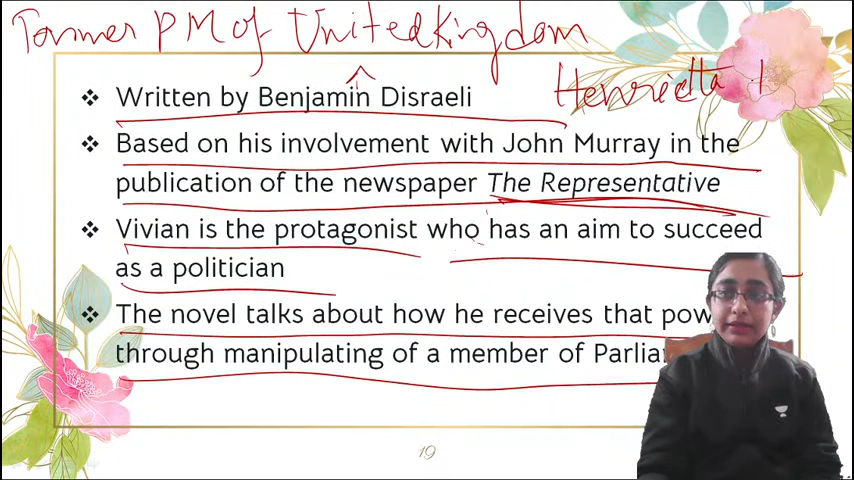 Former PM of United Kingdom
Henrietta
❖ Written by Benjamin Disraeli
❖ Based on his involvement with John Murray in the
publication of the newspaper The Representative
❖ Vivian is the protagonist who has an aim to succeed
as a politician
❖ The novel talks about how he receives that
through manipulating of a member of
19